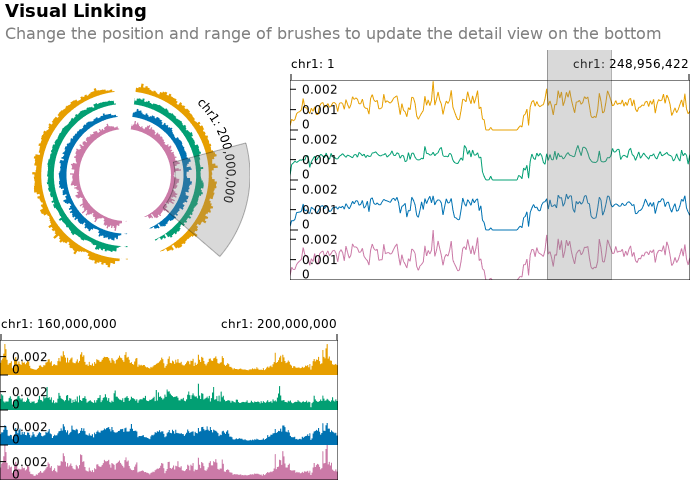 Visual Linking
Change the position and range of brushes to update the detail view on the bottom
chr1: 200,000,000
chr1: 1
chr1: 248,956,422
0.002
0.001
0
0.002
0.001
0
0.002
0.001
0
0.002
0.001
0
chr1: 160,000,000
chr1: 200,000,000
0.002
0
0.002
0
0.002
0
0.002
0